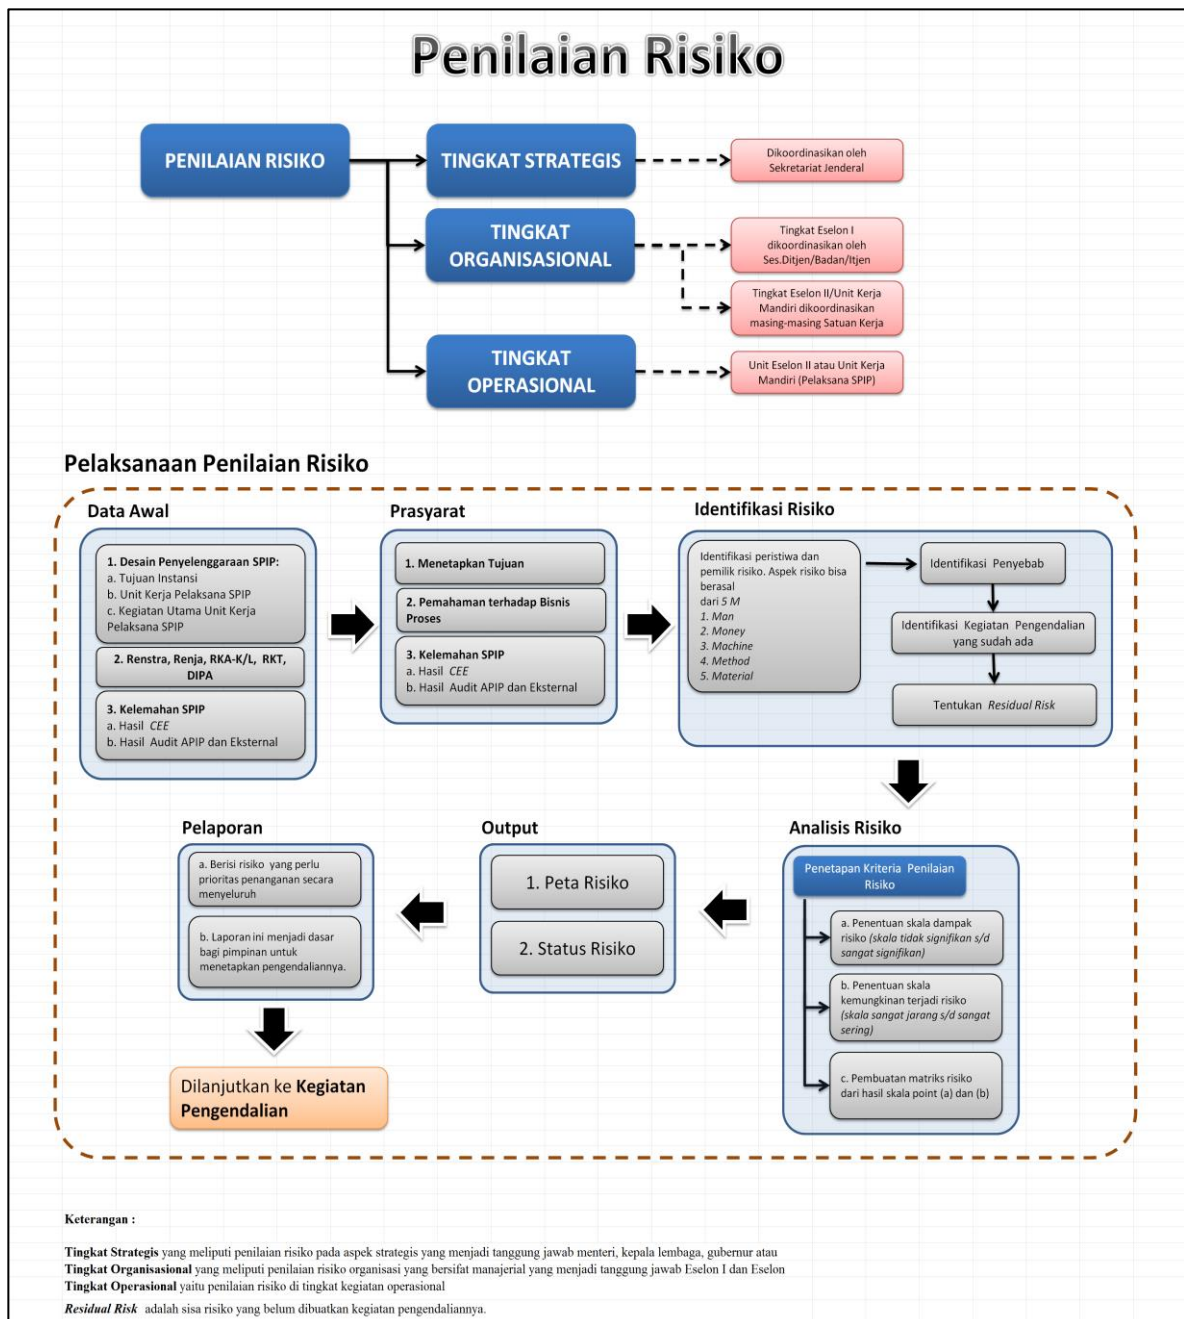 Penilaian Risiko
PENILAIAN RISIKO
TINGKAT STRATEGIS
Dikoordinasikan oleh
Sekretariat Jenderal
TINGKAT
ORGANISASIONAL
Tingkat Eselon I
dikoordinasikan oleh
Ses.Ditjen/Badan/Itjen
Tingkat Eselon II/Unit Kerja
Mandiri dikoordinasikan
masing-masing Satuan Kerja
TINGKAT
OPERASIONAL
Unit Eselon II atau Unit Kerja
Mandiri (Pelaksana SPIP)
Pelaksanaan Penilaian Risiko
Data Awal
1. Desain Penyelenggaraan SPIP:
a. Tujuan Instansi
b. Unit Kerja Pelaksana SPIP
c. Kegiatan Utama Unit Kerja
Pelaksana SPIP
2. Renstra, Renja, RKA-K/L, RKT,
DIPA
3. Kelemahan SPIP
a. Hasil CEE
b. Hasil Audit APIP dan Eksternal
Prasyarat
1. Menetapkan Tujuan
2. Pemahaman terhadap Bisnis
Proses
3. Kelemahan SPIP
a. Hasil CEE
b. Hasil Audit APIP dan Eksternal
Identifikasi Risiko
Identifikasi peristiwa dan
pemilik risiko. Aspek risiko bisa
berasal
dari 5 M
1. Man
2. Money
3. Machine
4. Method
5. Material
Identifikasi Penyebab
Identifikasi Kegiatan Pengendalian
yang sudah ada
Tentukan Residual Risk
Analisis Risiko
Penetapan Kriteria Penilaian
Risiko
a. Penentuan skala dampak
risiko (skala tidak signifikan s/d
sangat signifikan)
b. Penentuan skala
kemungkinan terjadi risiko
(skala sangat jarang s/d sangat
sering)
c. Pembuatan matriks risiko
dari hasil skala point (a) dan (b)
Output
1. Peta Risiko
2. Status Risiko
Pelaporan
a. Berisi risiko yang perlu
prioritas penanganan secara
menyeluruh
b. Laporan ini menjadi dasar
bagi pimpinan untuk
menetapkan pengendaliannya.
Dilanjutkan ke Kegiatan
Pengendalian
Keterangan :
Tingkat Strategis yang meliputi penilaian risiko pada aspek strategis yang menjadi tanggung jawab menteri, kepala lembaga, gubernur atau
Tingkat Organisasional yang meliputi penilaian risiko organisasi yang bersifat manajerial yang menjadi tanggung jawab Eselon I dan Eselon
Tingkat Operasional yaitu penilaian risiko di tingkat kegiatan operasional
Residual Risk adalah sisa risiko yang belum dibuatkan kegiatan pengendaliannya.